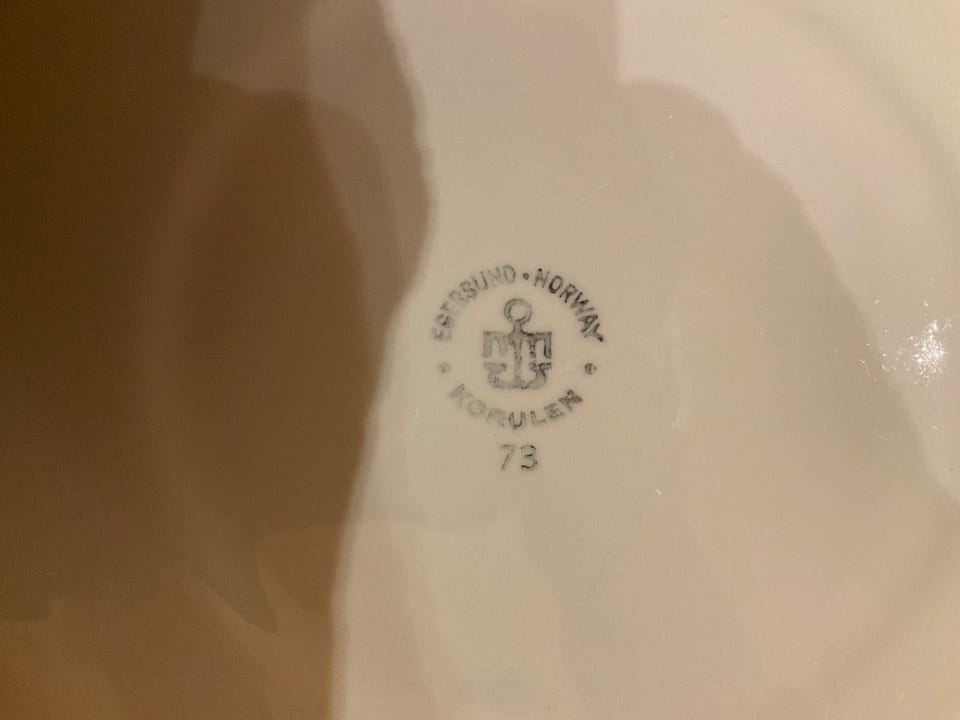 EGERSUND · NORWAY
KORULEN
73